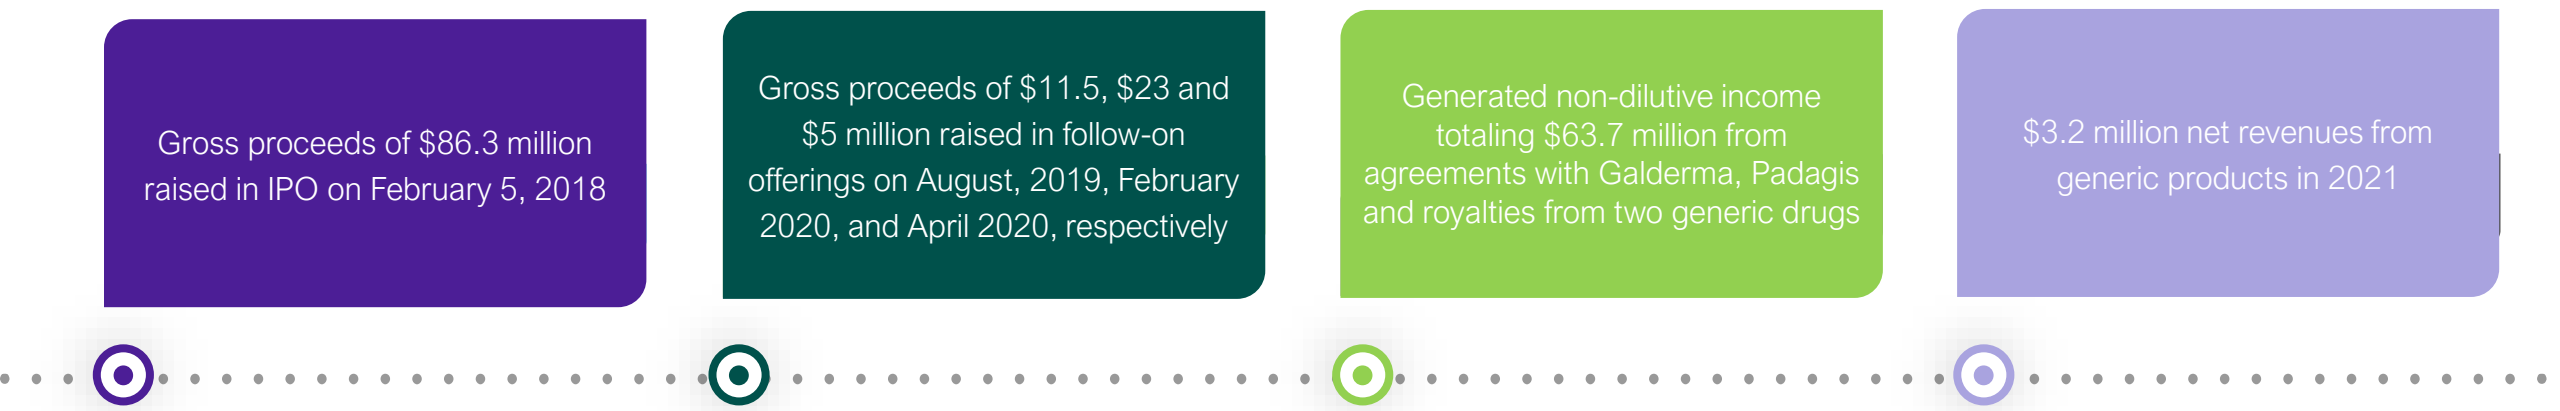 Gross proceeds of $86.3 million
raised in IPO on February 5, 2018
Gross proceeds of $11.5, $23 and
$5 million raised in follow-on
offerings on August, 2019, February
2020, and April 2020, respectively
Generated non-dilutive income
totaling $63.7 million from
agreements with Galderma, Padagis
and royalties from two generic drugs
$3.2 million net revenues from
generic products in 2021